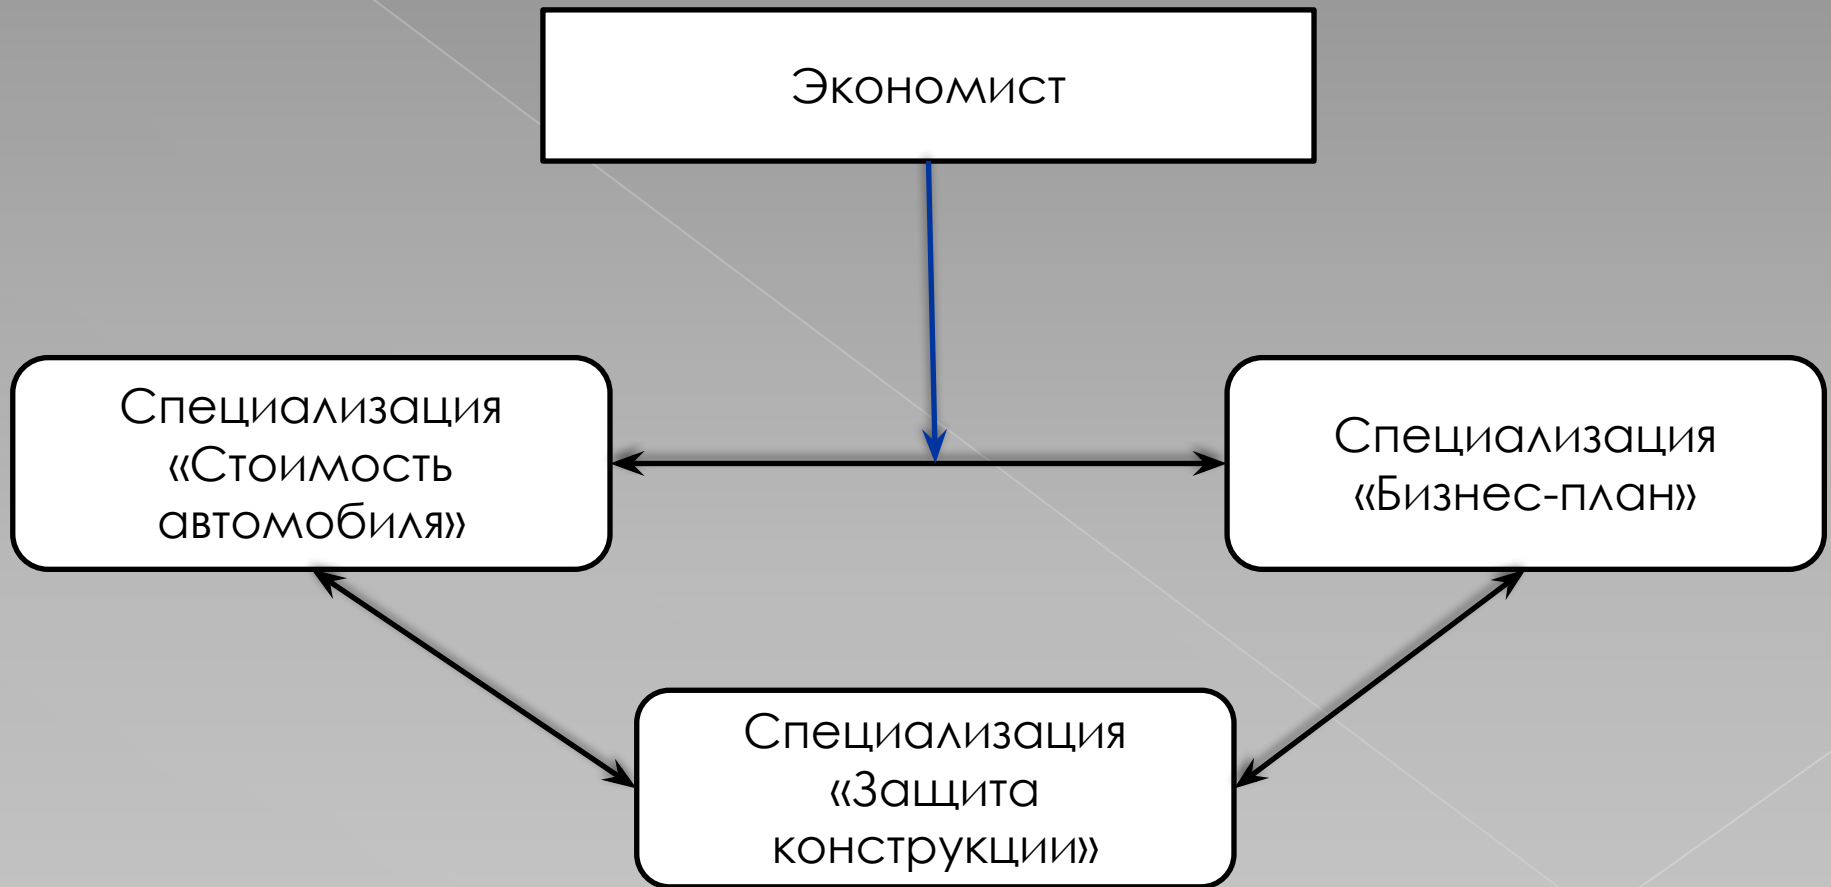 Экономист
Специализация
«Стоимость
автомобиля»
Специализация
«Бизнес-план»
Специализация
«Защита
конструкции»